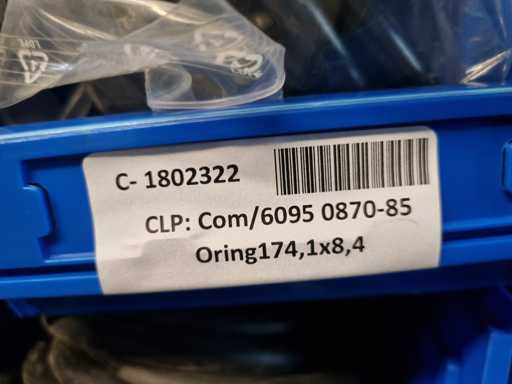 C- 1802322
CLP: Com/6095 0870-85
Oring174,1x8,4